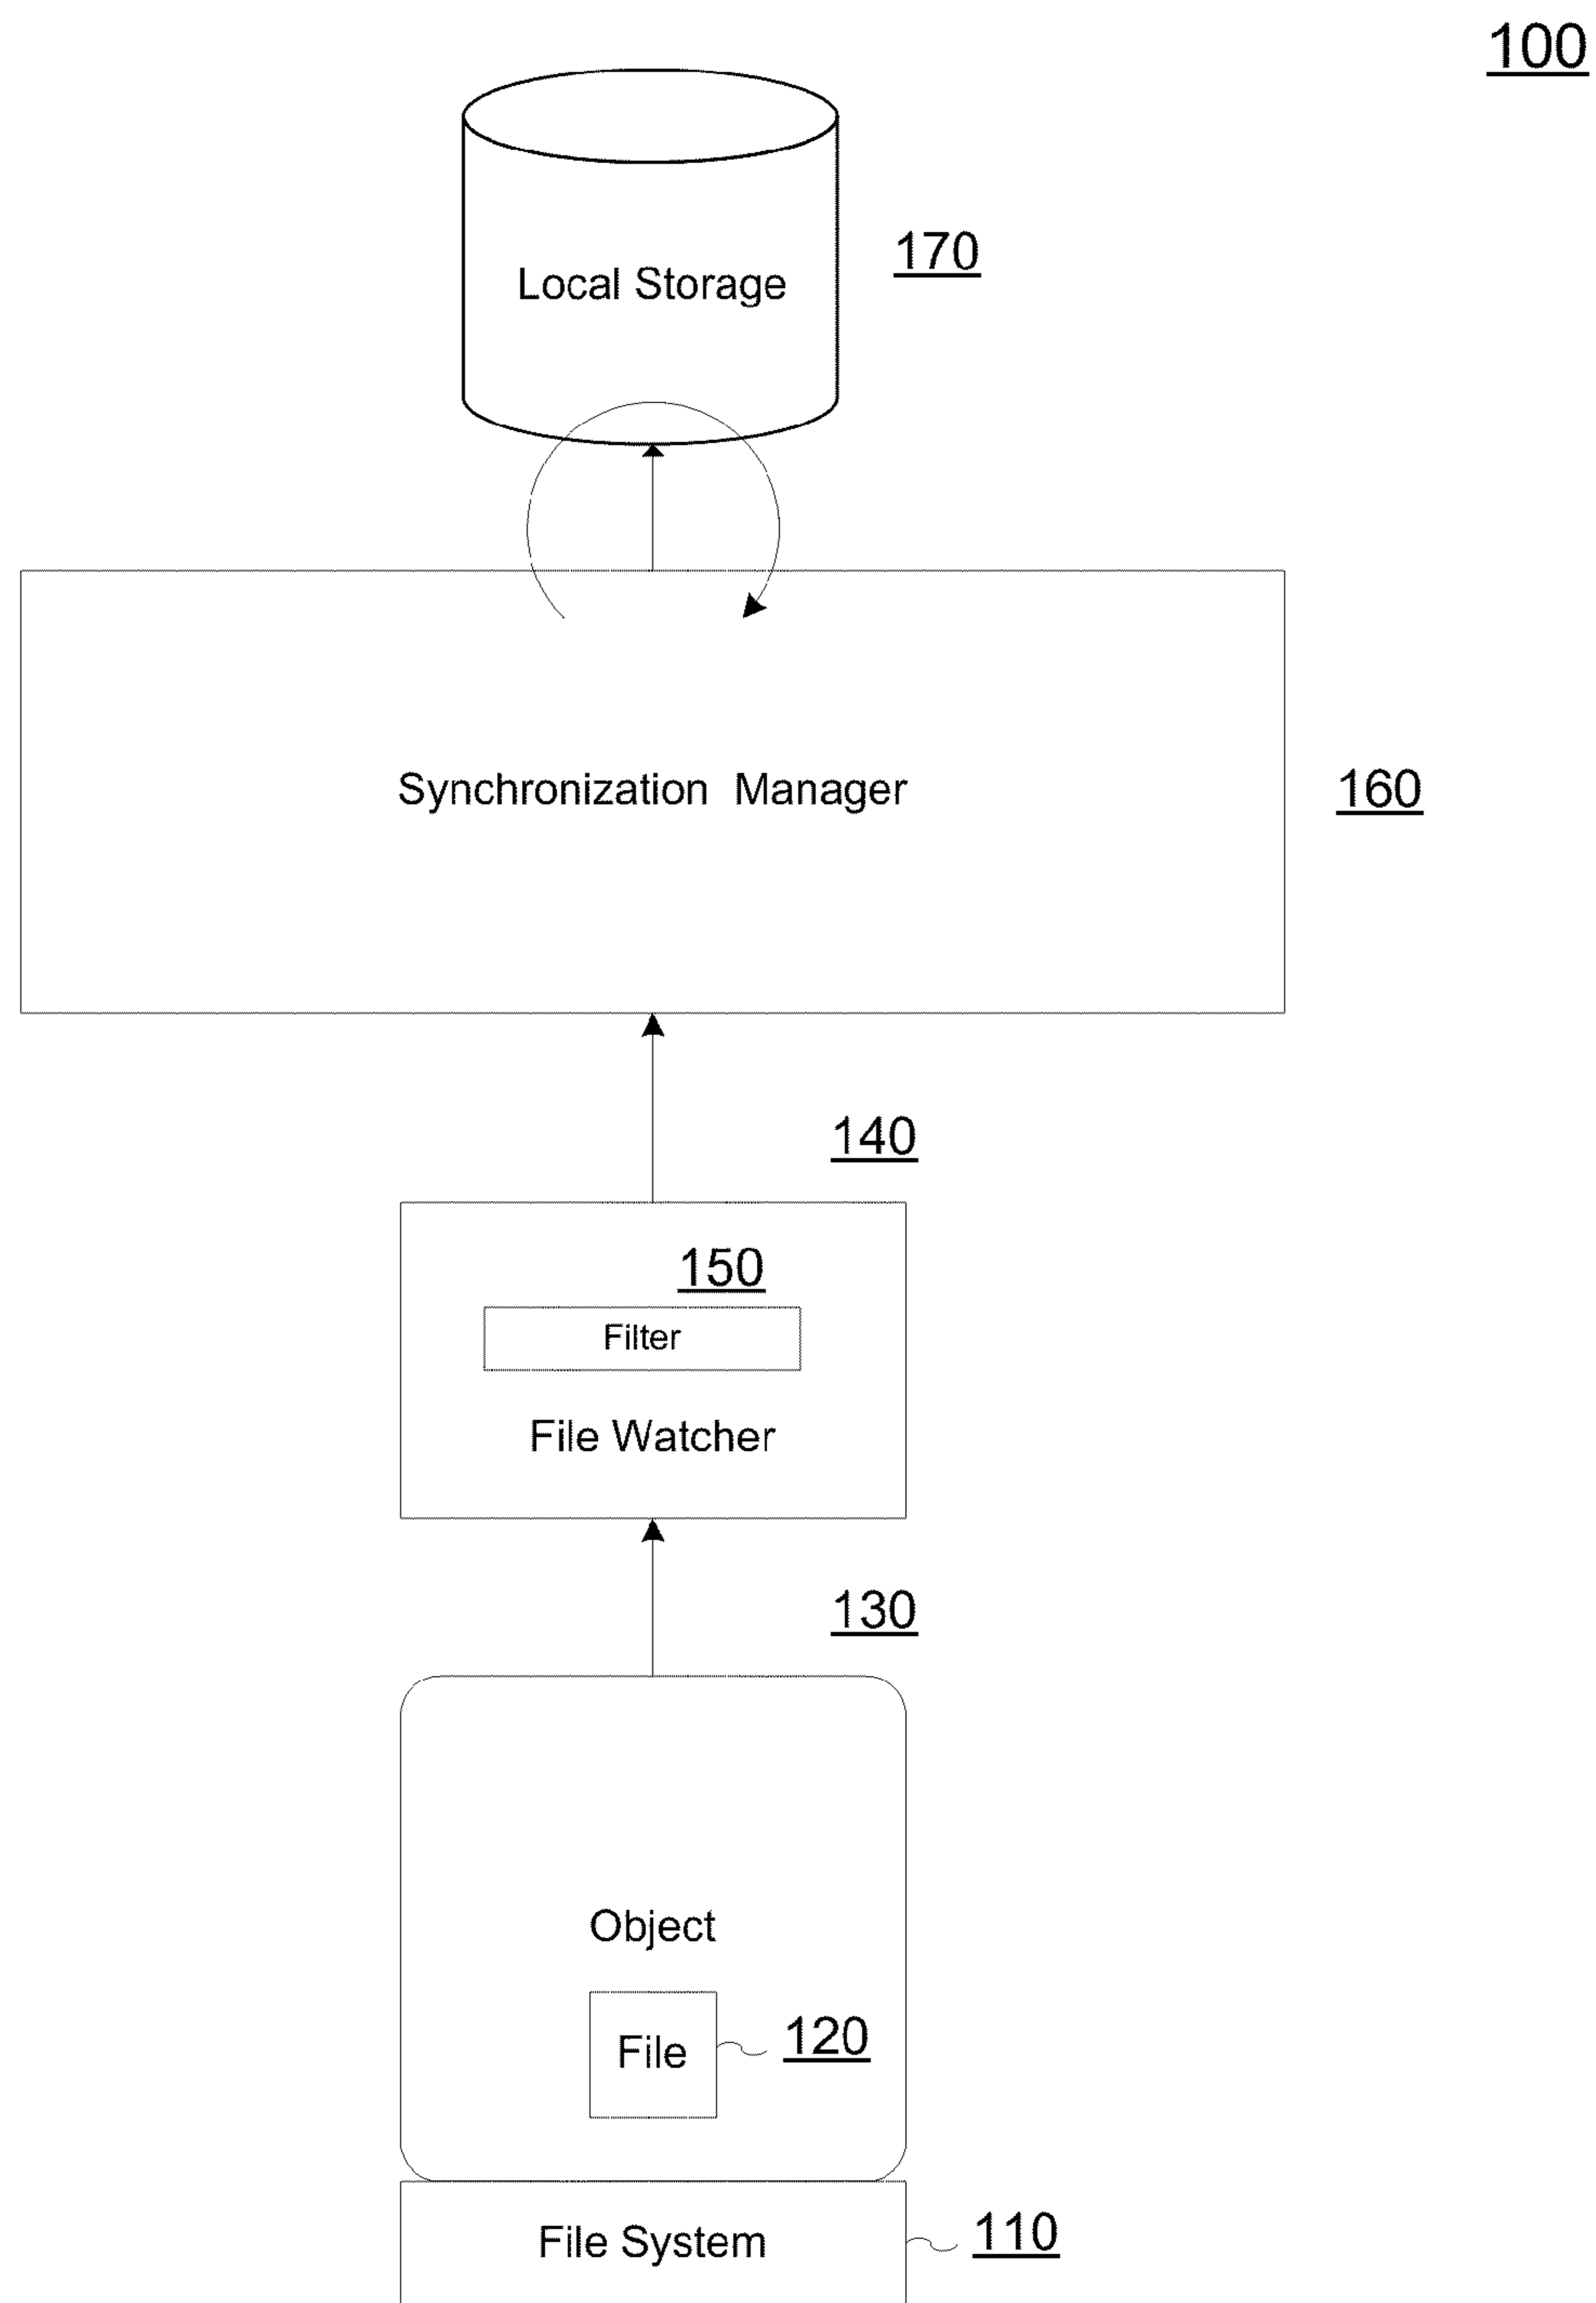 100
170
Local Storage
Synchronization Manager
160
140
150
Filter
File Watcher
130
Object
File
120
File System
110